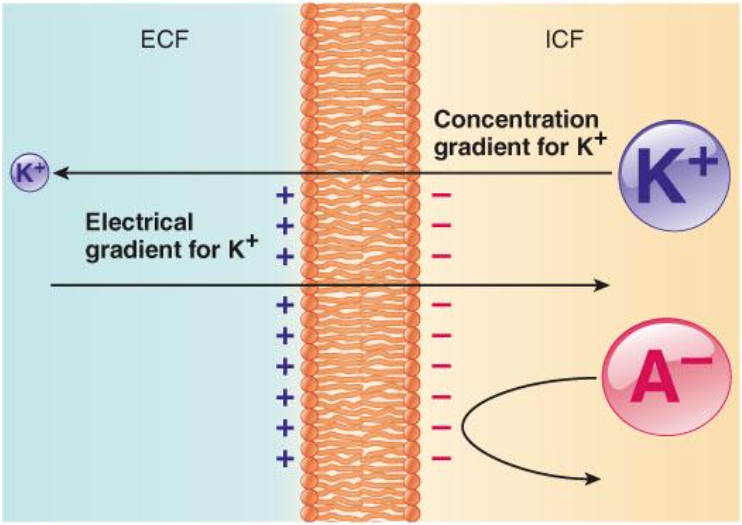 ECF
ICF
Concentration
gradient for K⁺
K⁺
K⁺
Electrical
gradient for K⁺
+ −
+ −
+ −
+ −
+ −
+ −
+ −
+ −
+ −
A⁻